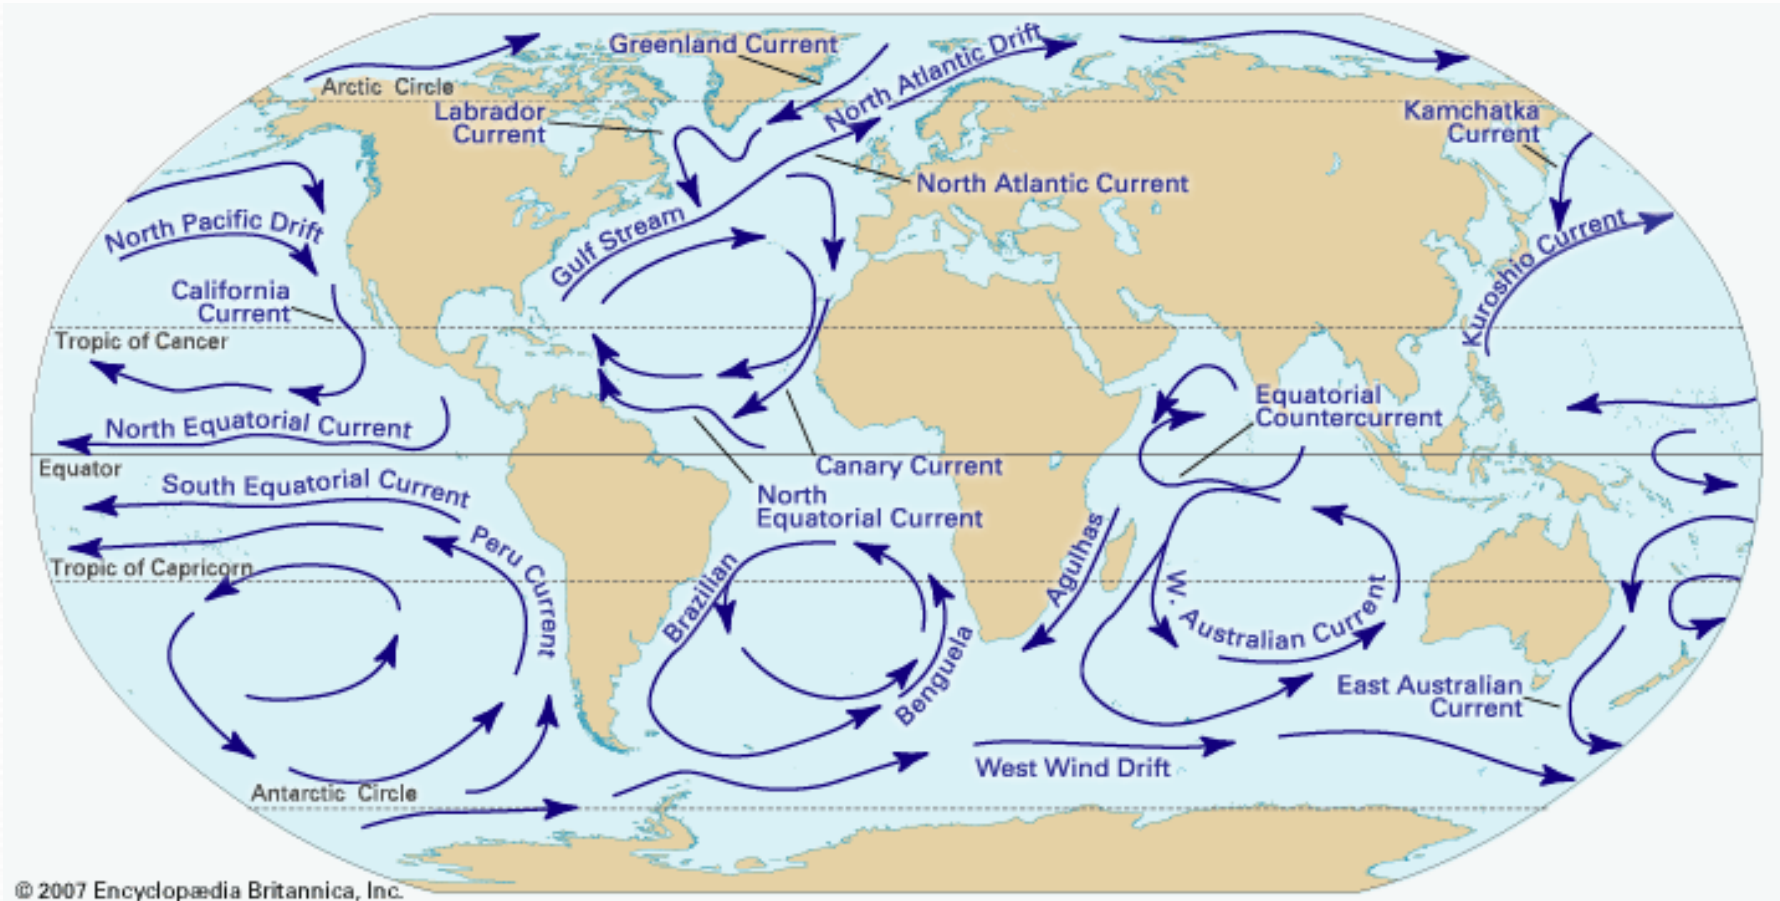 Greenland Current
North Atlantic Drift
Arctic Circle
Labrador
Current
Kamchatka
Current
North Atlantic Current
North Pacific Drift
Gulf Stream
Kuroshio Current
California
Current
Tropic of Cancer
Equatorial
Countercurrent
North Equatorial Current
Equator
Canary Current
South Equatorial Current
North
Equatorial Current
Peru Current
Agulhas
Tropic of Capricorn
Brazilian
Benguela
W. Australian Current
East Australian
Current
West Wind Drift
Antarctic Circle
© 2007 Encyclopædia Britannica, Inc.